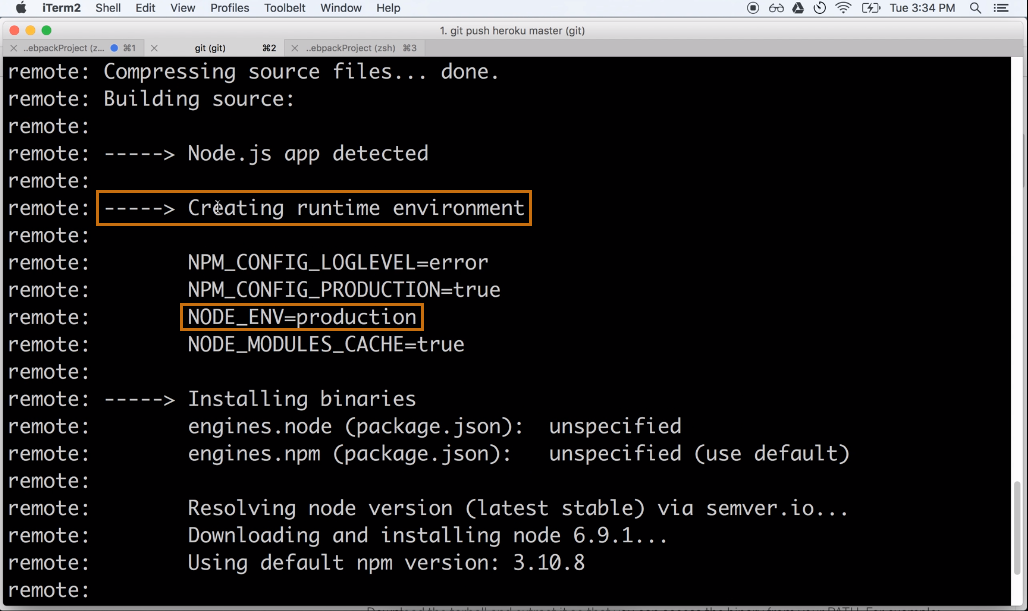 iTerm2 Shell Edit View Profiles Toolbelt Window Help Tue 3:34 PM
1. git push heroku master (git)
..ebpackProject (z... ⌘1 git (git) ⌘2 ..ebpackProject (zsh) ⌘3
remote: Compressing source files... done.
remote: Building source:
remote:
remote: -----> Node.js app detected
remote:
remote: -----> Creating runtime environment
remote:
remote: NPM_CONFIG_LOGLEVEL=error
remote: NPM_CONFIG_PRODUCTION=true
remote: NODE_ENV=production
remote: NODE_MODULES_CACHE=true
remote:
remote: -----> Installing binaries
remote: engines.node (package.json): unspecified
remote: engines.npm (package.json): unspecified (use default)
remote:
remote: Resolving node version (latest stable) via semver.io...
remote: Downloading and installing node 6.9.1...
remote: Using default npm version: 3.10.8
remote: